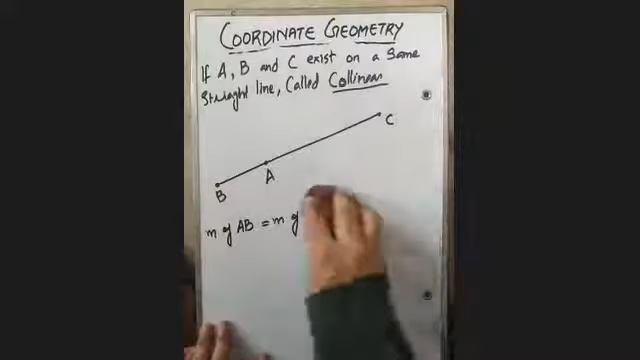 COORDINATE GEOMETRY
If A, B and C exist on a Same
Straight line, Called Collinear
C
A
B
m of AB = m of